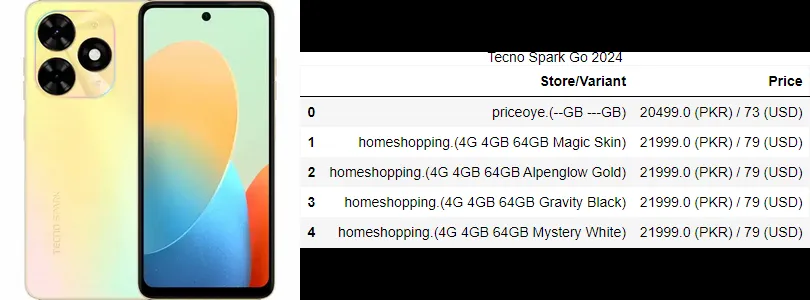 TECNO SPARK
Tecno Spark Go 2024
Store/Variant Price
0 priceoye.(--GB ---GB) 20499.0 (PKR) / 73 (USD)
1 homeshopping.(4G 4GB 64GB Magic Skin) 21999.0 (PKR) / 79 (USD)
2 homeshopping.(4G 4GB 64GB Alpenglow Gold) 21999.0 (PKR) / 79 (USD)
3 homeshopping.(4G 4GB 64GB Gravity Black) 21999.0 (PKR) / 79 (USD)
4 homeshopping.(4G 4GB 64GB Mystery White) 21999.0 (PKR) / 79 (USD)